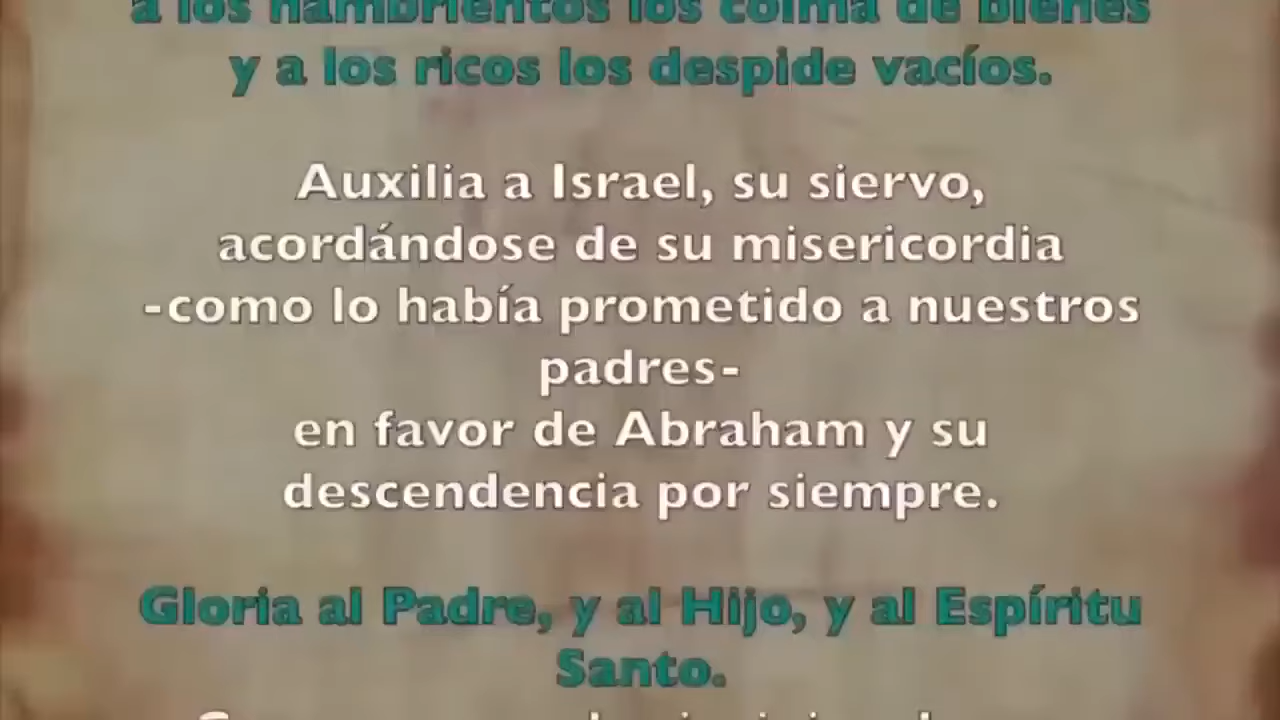 a los hambrientos los colma de bienes
y a los ricos los despide vacíos.
Auxilia a Israel, su siervo,
acordándose de su misericordia
-como lo había prometido a nuestros
padres-
en favor de Abraham y su
descendencia por siempre.
Gloria al Padre, y al Hijo, y al Espíritu
Santo.